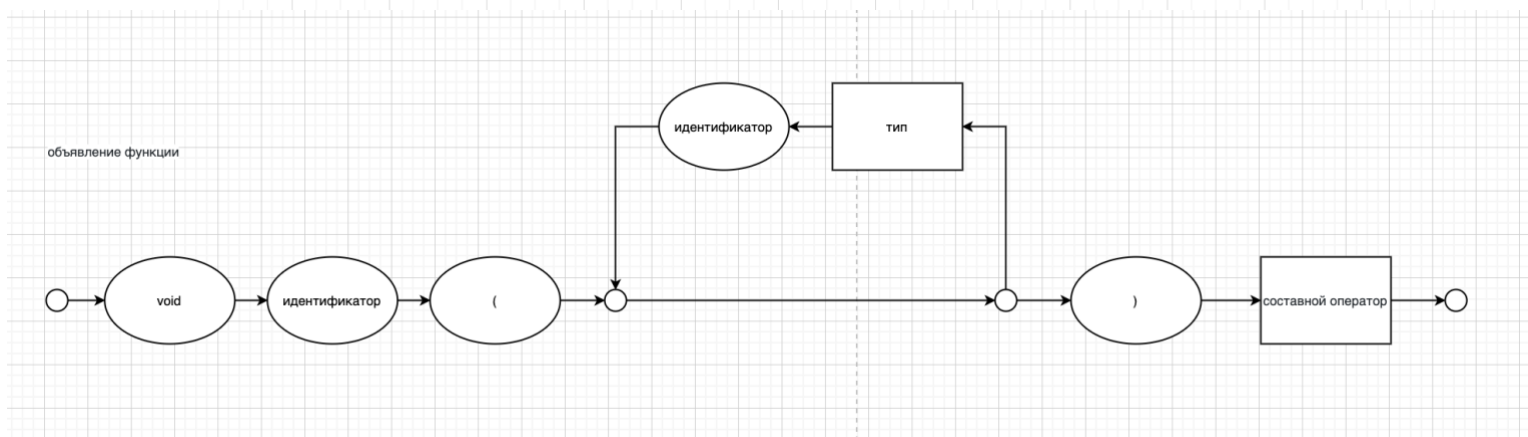 идентификатор
тип
объявление функции
void
идентификатор
(
)
составной оператор